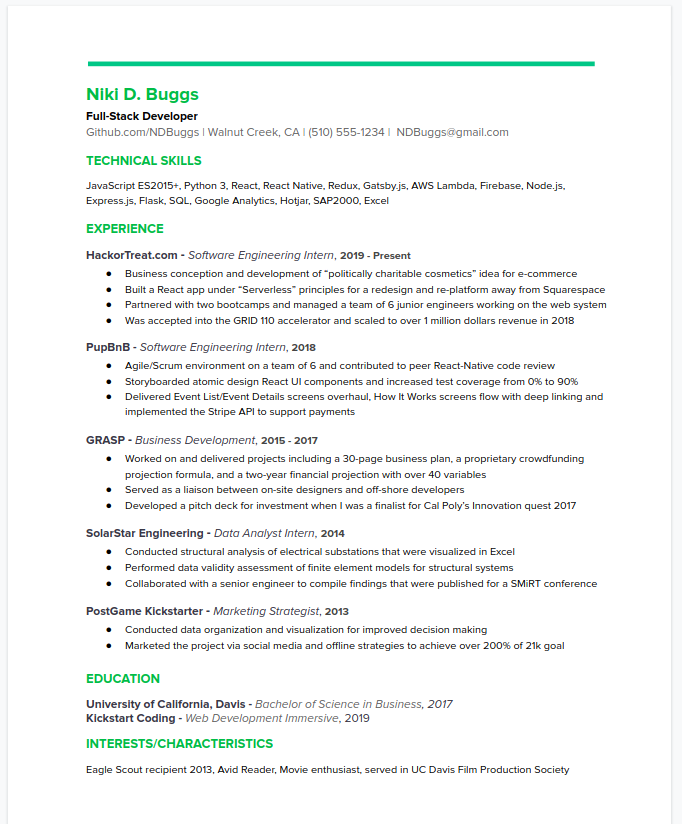 Niki D. Buggs
Full-Stack Developer
Github.com/NDBuggs | Walnut Creek, CA | (510) 555-1234 | NDBuggs@gmail.com
TECHNICAL SKILLS
JavaScript ES2015+, Python 3, React, React Native, Redux, Gatsby.js, AWS Lambda, Firebase, Node.js,
Express.js, Flask, SQL, Google Analytics, Hotjar, SAP2000, Excel
EXPERIENCE
HackorTreat.com - Software Engineering Intern, 2019 - Present
● Business conception and development of “politically charitable cosmetics” idea for e-commerce
● Built a React app under “Serverless” principles for a redesign and re-platform away from Squarespace
● Partnered with two bootcamps and managed a team of 6 junior engineers working on the web system
● Was accepted into the GRID 110 accelerator and scaled to over 1 million dollars revenue in 2018
PupBnB - Software Engineering Intern, 2018
● Agile/Scrum environment on a team of 6 and contributed to peer React-Native code review
● Storyboarded atomic design React UI components and increased test coverage from 0% to 90%
● Delivered Event List/Event Details screens overhaul, How It Works screens flow with deep linking and
implemented the Stripe API to support payments
GRASP - Business Development, 2015 - 2017
● Worked on and delivered projects including a 30-page business plan, a proprietary crowdfunding
projection formula, and a two-year financial projection with over 40 variables
● Served as a liaison between on-site designers and off-shore developers
● Developed a pitch deck for investment when I was a finalist for Cal Poly’s Innovation quest 2017
SolarStar Engineering - Data Analyst Intern, 2014
● Conducted structural analysis of electrical substations that were visualized in Excel
● Performed data validity assessment of finite element models for structural systems
● Collaborated with a senior engineer to compile findings that were published for a SMiRT conference
PostGame Kickstarter - Marketing Strategist, 2013
● Conducted data organization and visualization for improved decision making
● Marketed the project via social media and offline strategies to achieve over 200% of 21k goal
EDUCATION
University of California, Davis - Bachelor of Science in Business, 2017
Kickstart Coding - Web Development Immersive, 2019
INTERESTS/CHARACTERISTICS
Eagle Scout recipient 2013, Avid Reader, Movie enthusiast, served in UC Davis Film Production Society